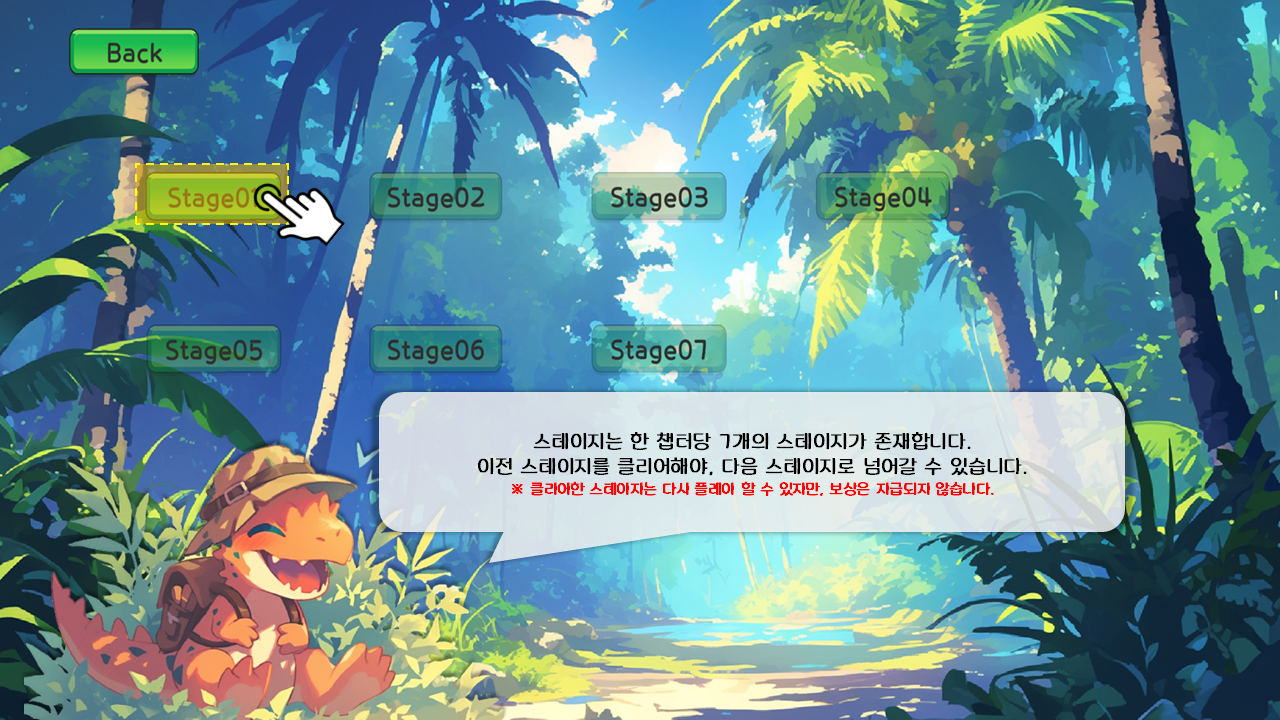 Back
Stage01
Stage02
Stage03
Stage04
Stage05
Stage06
Stage07
스테이지는 한 챕터당 7개의 스테이지가 존재합니다.
이전 스테이지를 클리어해야, 다음 스테이지로 넘어갈 수 있습니다.
※ 클리어한 스테이지는 다시 플레이 할 수 있지만, 보상은 지급되지 않습니다.